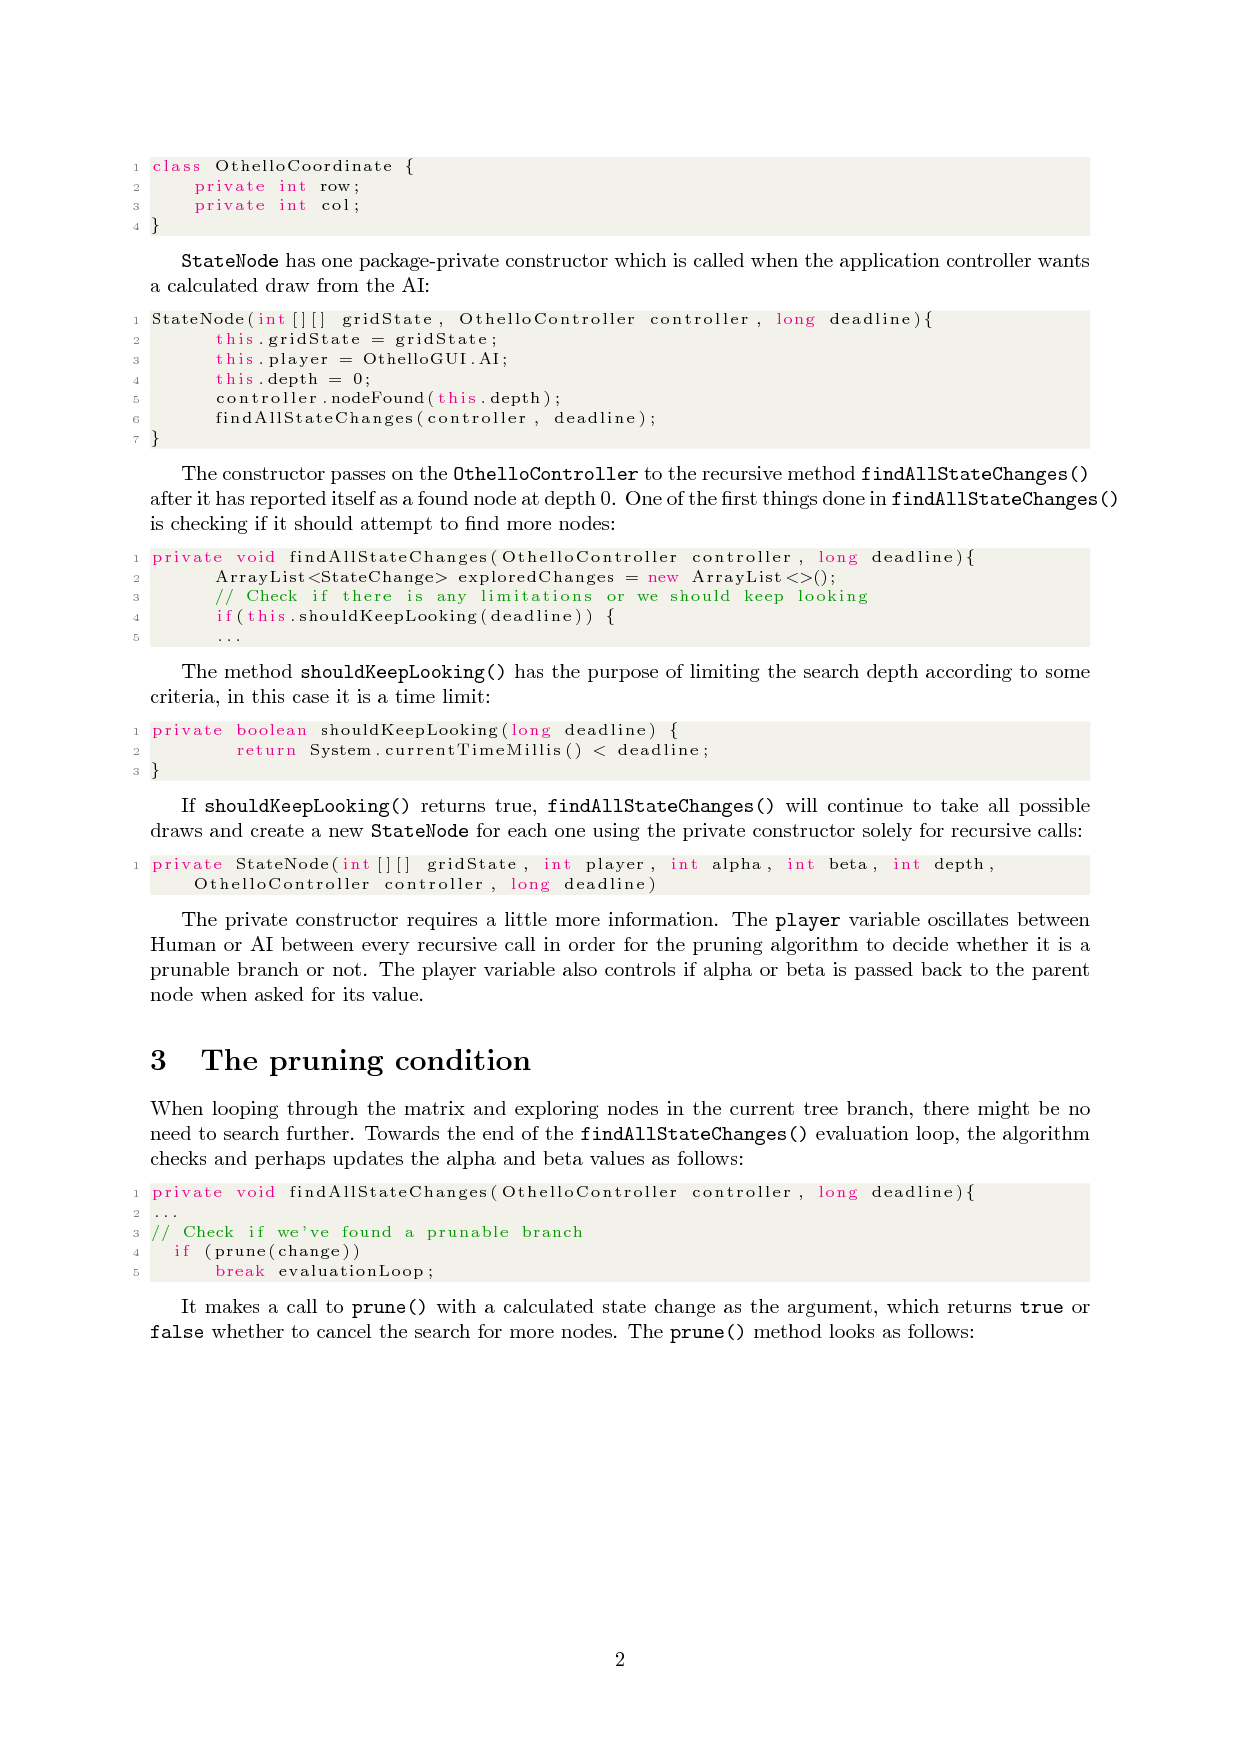 1 class OthelloCoordinate {
2 private int row;
3 private int col;
4 }
StateNode has one package-private constructor which is called when the application controller wants
a calculated draw from the AI:
1 StateNode(int[][] gridState, OthelloController controller, long deadline){
2 this.gridState = gridState;
3 this.player = OthelloGUI.AI;
4 this.depth = 0;
5 controller.nodeFound(this.depth);
6 findAllStateChanges(controller, deadline);
7 }
The constructor passes on the OthelloController to the recursive method findAllStateChanges()
after it has reported itself as a found node at depth 0. One of the first things done in findAllStateChanges()
is checking if it should attempt to find more nodes:
1 private void findAllStateChanges(OthelloController controller, long deadline){
2 ArrayList<StateChange> exploredChanges = new ArrayList<>();
3 // Check if there is any limitations or we should keep looking
4 if(this.shouldKeepLooking(deadline)) {
5 ...
The method shouldKeepLooking() has the purpose of limiting the search depth according to some
criteria, in this case it is a time limit:
1 private boolean shouldKeepLooking(long deadline) {
2 return System.currentTimeMillis() < deadline;
3 }
If shouldKeepLooking() returns true, findAllStateChanges() will continue to take all possible
draws and create a new StateNode for each one using the private constructor solely for recursive calls:
1 private StateNode(int[][] gridState, int player, int alpha, int beta, int depth,
OthelloController controller, long deadline)
The private constructor requires a little more information. The player variable oscillates between
Human or AI between every recursive call in order for the pruning algorithm to decide whether it is a
prunable branch or not. The player variable also controls if alpha or beta is passed back to the parent
node when asked for its value.
3 The pruning condition
When looping through the matrix and exploring nodes in the current tree branch, there might be no
need to search further. Towards the end of the findAllStateChanges() evaluation loop, the algorithm
checks and perhaps updates the alpha and beta values as follows:
1 private void findAllStateChanges(OthelloController controller, long deadline){
2 ...
3 // Check if we've found a prunable branch
4 if (prune(change))
5 break evaluationLoop;
It makes a call to prune() with a calculated state change as the argument, which returns true or
false whether to cancel the search for more nodes. The prune() method looks as follows:
2